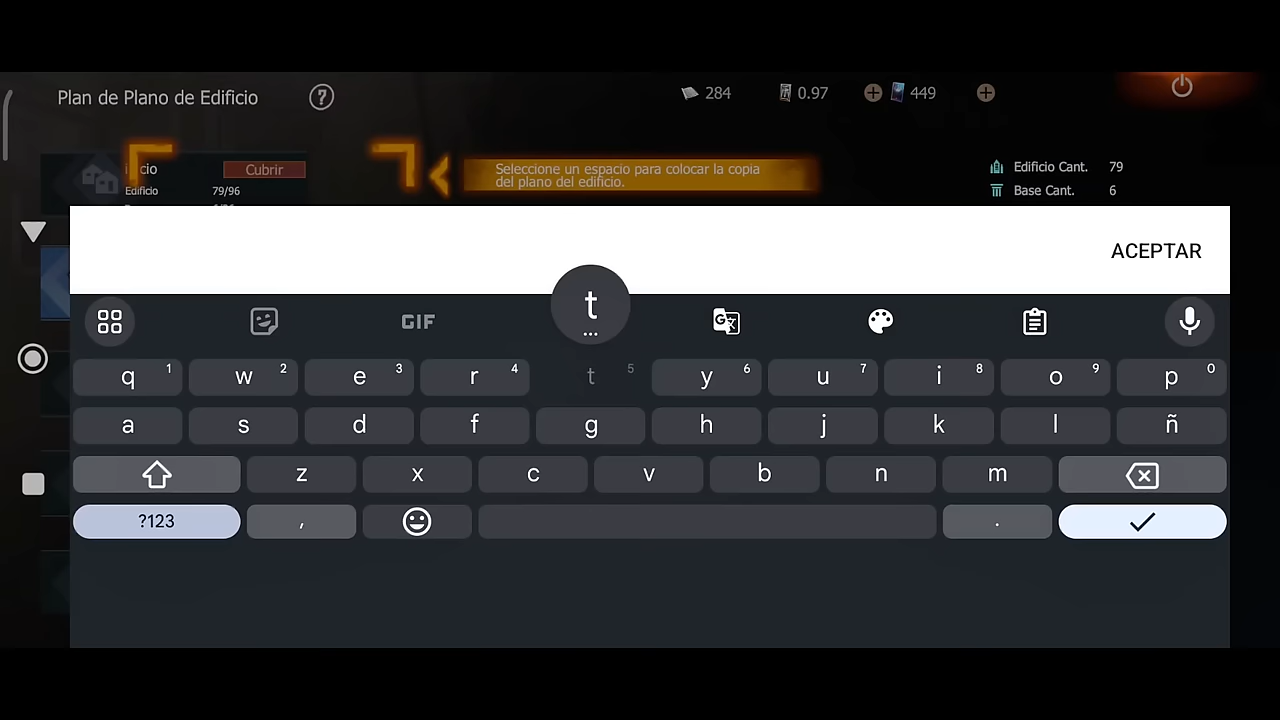 Plan de Plano de Edificio ? 284 0.97 449
cio Cubrir
Edificio 79/96
Seleccione un espacio para colocar la copia
del plano del edificio.
Edificio Cant. 79
Base Cant. 6
ACEPTAR
t
GIF
q 1 w 2 e 3 r 4 t 5 y 6 u 7 i 8 o 9 p 0
a s d f g h j k l ñ
z x c v b n m
?123 , .